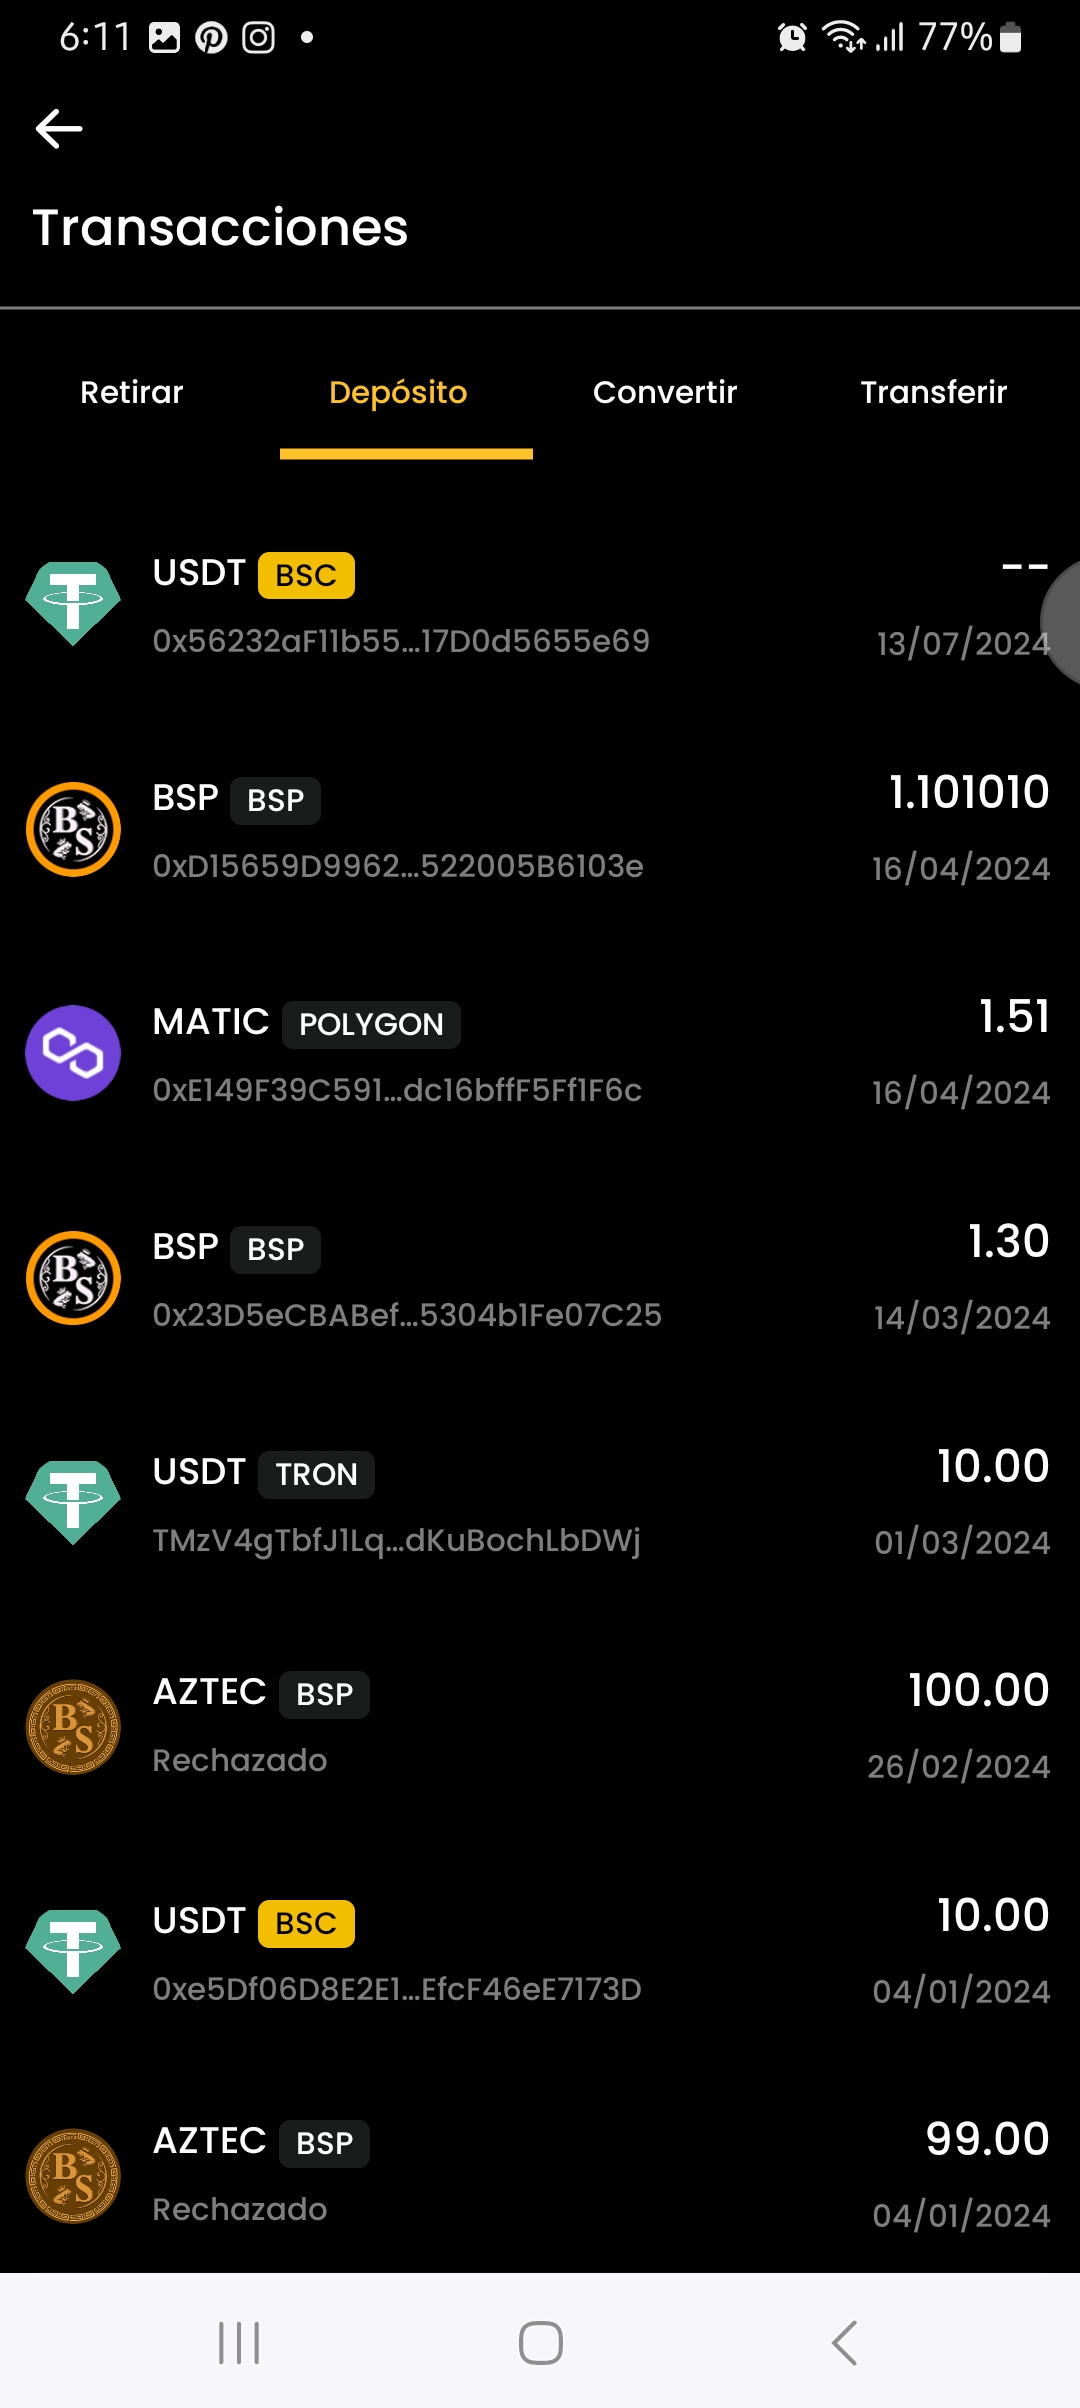 6:11 77%
Transacciones
Retirar Depósito Convertir Transferir
USDT BSC --
0x56232aF11b55...17D0d5655e69 13/07/2024
BSP BSP 1.101010
0xD15659D9962...522005B6103e 16/04/2024
MATIC POLYGON 1.51
0xE149F39C591...dc16bffF5Ff1F6c 16/04/2024
BSP BSP 1.30
0x23D5eCBABef...5304b1Fe07C25 14/03/2024
USDT TRON 10.00
TMzV4gTbfJ1Lq...dKuBochLbDWj 01/03/2024
AZTEC BSP 100.00
Rechazado 26/02/2024
USDT BSC 10.00
0xe5Df06D8E2E1...EfcF46eE7173D 04/01/2024
AZTEC BSP 99.00
Rechazado 04/01/2024